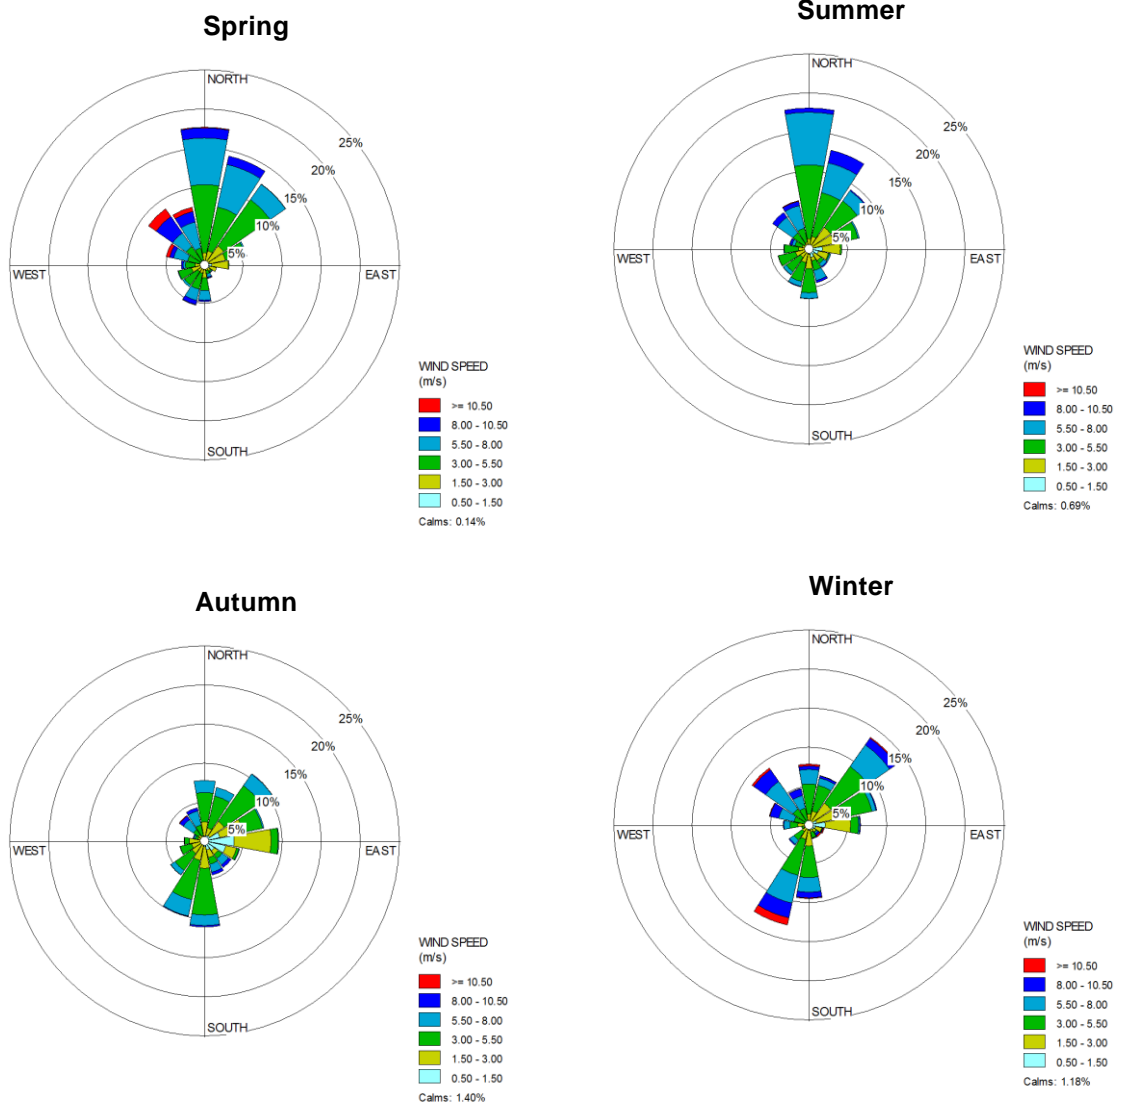 Spring
NORTH
25%
20%
15%
10%
5%
WEST
EAST
SOUTH
WIND SPEED
(m/s)
>= 10.50
8.00 - 10.50
5.50 - 8.00
3.00 - 5.50
1.50 - 3.00
0.50 - 1.50
Calms: 0.14%
Summer
NORTH
25%
20%
15%
10%
5%
WEST
EAST
SOUTH
WIND SPEED
(m/s)
>= 10.50
8.00 - 10.50
5.50 - 8.00
3.00 - 5.50
1.50 - 3.00
0.50 - 1.50
Calms: 0.69%
Autumn
NORTH
25%
20%
15%
10%
5%
WEST
EAST
SOUTH
WIND SPEED
(m/s)
>= 10.50
8.00 - 10.50
5.50 - 8.00
3.00 - 5.50
1.50 - 3.00
0.50 - 1.50
Calms: 1.40%
Winter
NORTH
25%
20%
15%
10%
5%
WEST
EAST
SOUTH
WIND SPEED
(m/s)
>= 10.50
8.00 - 10.50
5.50 - 8.00
3.00 - 5.50
1.50 - 3.00
0.50 - 1.50
Calms: 1.18%